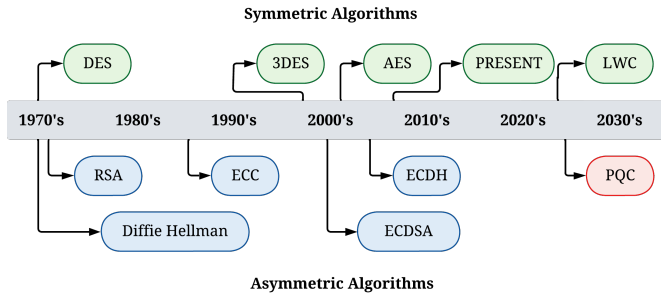 Symmetric Algorithms
DES
3DES
AES
PRESENT
LWC
1970's
1980's
1990's
2000's
2010's
2020's
2030's
RSA
ECC
ECDH
PQC
Diffie Hellman
ECDSA
Asymmetric Algorithms